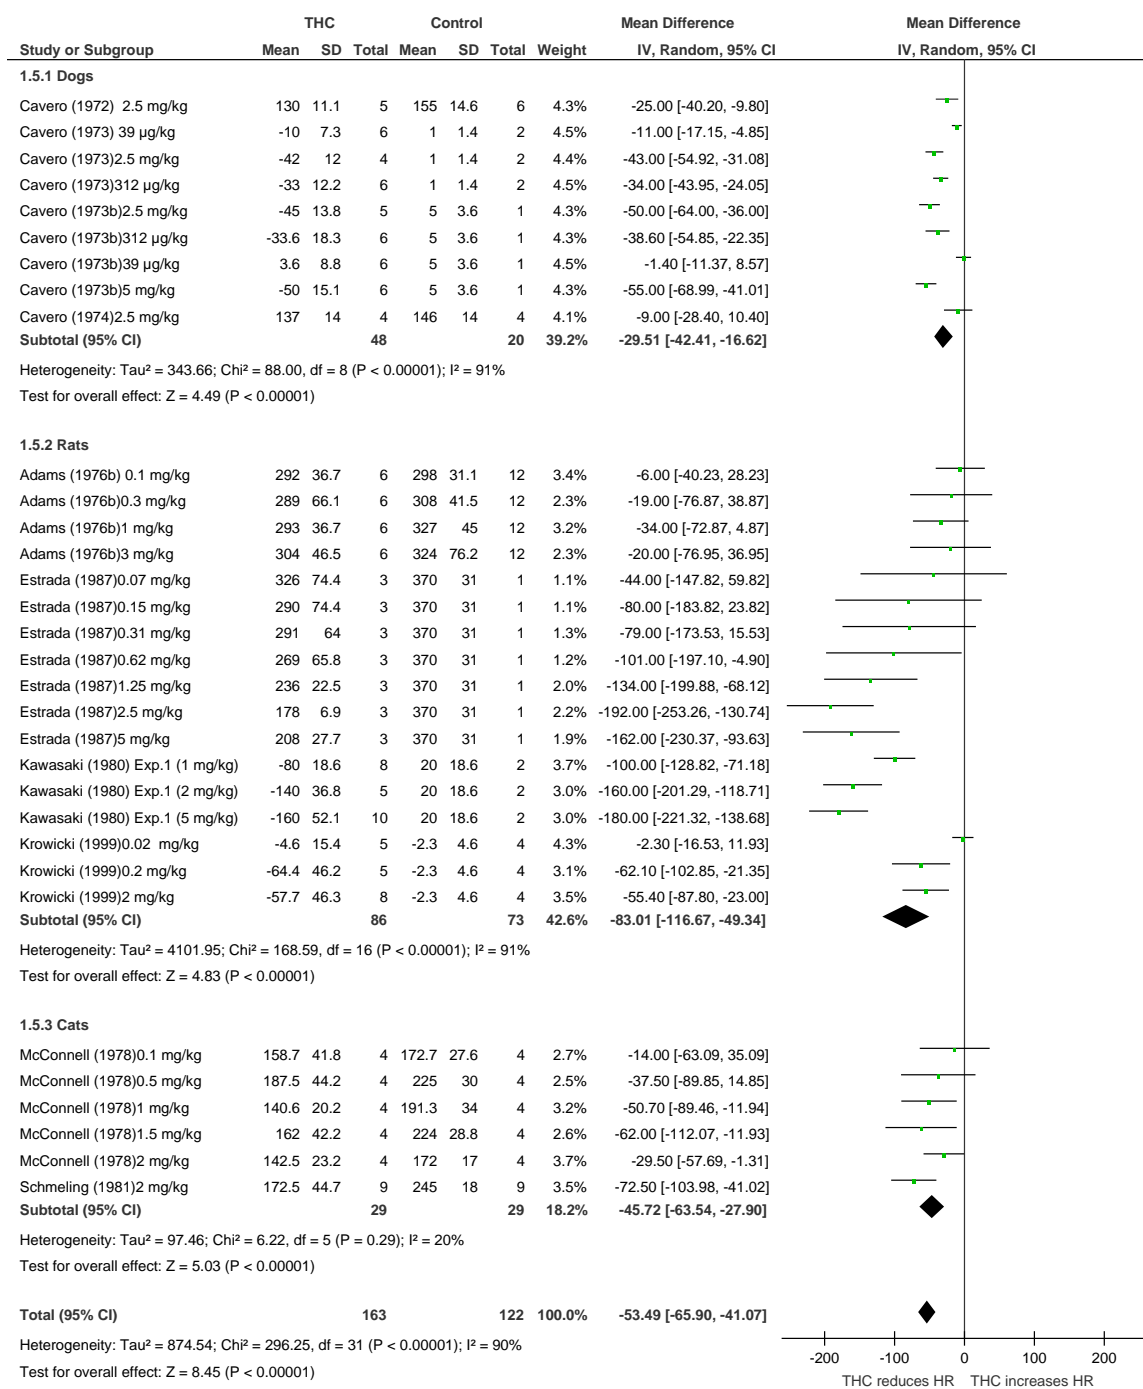 THC Control Mean Difference Mean Difference
Study or Subgroup Mean SD Total Mean SD Total Weight IV, Random, 95% CI IV, Random, 95% CI
1.5.1 Dogs
Cavero (1972) 2.5 mg/kg 130 11.1 5 155 14.6 6 4.3% -25.00 [-40.20, -9.80]
Cavero (1973) 39 µg/kg -10 7.3 6 1 1.4 2 4.5% -11.00 [-17.15, -4.85]
Cavero (1973)2.5 mg/kg -42 12 4 1 1.4 2 4.4% -43.00 [-54.92, -31.08]
Cavero (1973)312 µg/kg -33 12.2 6 1 1.4 2 4.5% -34.00 [-43.95, -24.05]
Cavero (1973b)2.5 mg/kg -45 13.8 5 5 3.6 1 4.3% -50.00 [-64.00, -36.00]
Cavero (1973b)312 µg/kg -33.6 18.3 6 5 3.6 1 4.3% -38.60 [-54.85, -22.35]
Cavero (1973b)39 µg/kg 3.6 8.8 6 5 3.6 1 4.5% -1.40 [-11.37, 8.57]
Cavero (1973b)5 mg/kg -50 15.1 6 5 3.6 1 4.3% -55.00 [-68.99, -41.01]
Cavero (1974)2.5 mg/kg 137 14 4 146 14 4 4.1% -9.00 [-28.40, 10.40]
Subtotal (95% CI) 48 20 39.2% -29.51 [-42.41, -16.62]
Heterogeneity: Tau² = 343.66; Chi² = 88.00, df = 8 (P < 0.00001); I² = 91%
Test for overall effect: Z = 4.49 (P < 0.00001)
1.5.2 Rats
Adams (1976b) 0.1 mg/kg 292 36.7 6 298 31.1 12 3.4% -6.00 [-40.23, 28.23]
Adams (1976b)0.3 mg/kg 289 66.1 6 308 41.5 12 2.3% -19.00 [-76.87, 38.87]
Adams (1976b)1 mg/kg 293 36.7 6 327 45 12 3.2% -34.00 [-72.87, 4.87]
Adams (1976b)3 mg/kg 304 46.5 6 324 76.2 12 2.3% -20.00 [-76.95, 36.95]
Estrada (1987)0.07 mg/kg 326 74.4 3 370 31 1 1.1% -44.00 [-147.82, 59.82]
Estrada (1987)0.15 mg/kg 290 74.4 3 370 31 1 1.1% -80.00 [-183.82, 23.82]
Estrada (1987)0.31 mg/kg 291 64 3 370 31 1 1.3% -79.00 [-173.53, 15.53]
Estrada (1987)0.62 mg/kg 269 65.8 3 370 31 1 1.2% -101.00 [-197.10, -4.90]
Estrada (1987)1.25 mg/kg 236 22.5 3 370 31 1 2.0% -134.00 [-199.88, -68.12]
Estrada (1987)2.5 mg/kg 178 6.9 3 370 31 1 2.2% -192.00 [-253.26, -130.74]
Estrada (1987)5 mg/kg 208 27.7 3 370 31 1 1.9% -162.00 [-230.37, -93.63]
Kawasaki (1980) Exp.1 (1 mg/kg) -80 18.6 8 20 18.6 2 3.7% -100.00 [-128.82, -71.18]
Kawasaki (1980) Exp.1 (2 mg/kg) -140 36.8 5 20 18.6 2 3.0% -160.00 [-201.29, -118.71]
Kawasaki (1980) Exp.1 (5 mg/kg) -160 52.1 10 20 18.6 2 3.0% -180.00 [-221.32, -138.68]
Krowicki (1999)0.02 mg/kg -4.6 15.4 5 -2.3 4.6 4 4.3% -2.30 [-16.53, 11.93]
Krowicki (1999)0.2 mg/kg -64.4 46.2 5 -2.3 4.6 4 3.1% -62.10 [-102.85, -21.35]
Krowicki (1999)2 mg/kg -57.7 46.3 8 -2.3 4.6 4 3.5% -55.40 [-87.80, -23.00]
Subtotal (95% CI) 86 73 42.6% -83.01 [-116.67, -49.34]
Heterogeneity: Tau² = 4101.95; Chi² = 168.59, df = 16 (P < 0.00001); I² = 91%
Test for overall effect: Z = 4.83 (P < 0.00001)
1.5.3 Cats
McConnell (1978)0.1 mg/kg 158.7 41.8 4 172.7 27.6 4 2.7% -14.00 [-63.09, 35.09]
McConnell (1978)0.5 mg/kg 187.5 44.2 4 225 30 4 2.5% -37.50 [-89.85, 14.85]
McConnell (1978)1 mg/kg 140.6 20.2 4 191.3 34 4 3.2% -50.70 [-89.46, -11.94]
McConnell (1978)1.5 mg/kg 162 42.2 4 224 28.8 4 2.6% -62.00 [-112.07, -11.93]
McConnell (1978)2 mg/kg 142.5 23.2 4 172 17 4 3.7% -29.50 [-57.69, -1.31]
Schmeling (1981)2 mg/kg 172.5 44.7 9 245 18 9 3.5% -72.50 [-103.98, -41.02]
Subtotal (95% CI) 29 29 18.2% -45.72 [-63.54, -27.90]
Heterogeneity: Tau² = 97.46; Chi² = 6.22, df = 5 (P = 0.29); I² = 20%
Test for overall effect: Z = 5.03 (P < 0.00001)
Total (95% CI) 163 122 100.0% -53.49 [-65.90, -41.07]
Heterogeneity: Tau² = 874.54; Chi² = 296.25, df = 31 (P < 0.00001); I² = 90%
Test for overall effect: Z = 8.45 (P < 0.00001)
-200 -100 0 100 200
THC reduces HR THC increases HR